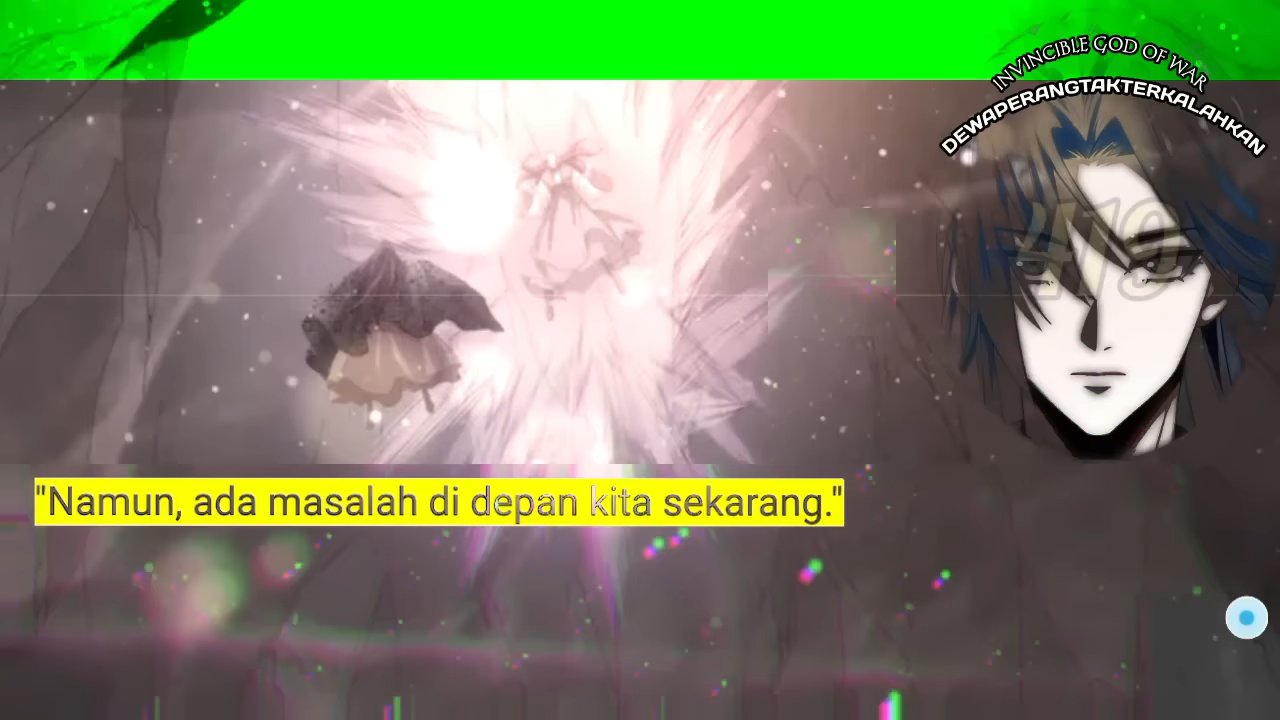 INVINCIBLE GOD OF WAR
DEWAPERANGTAKTERKALAHKAN
"Namun, ada masalah di depan kita sekarang."